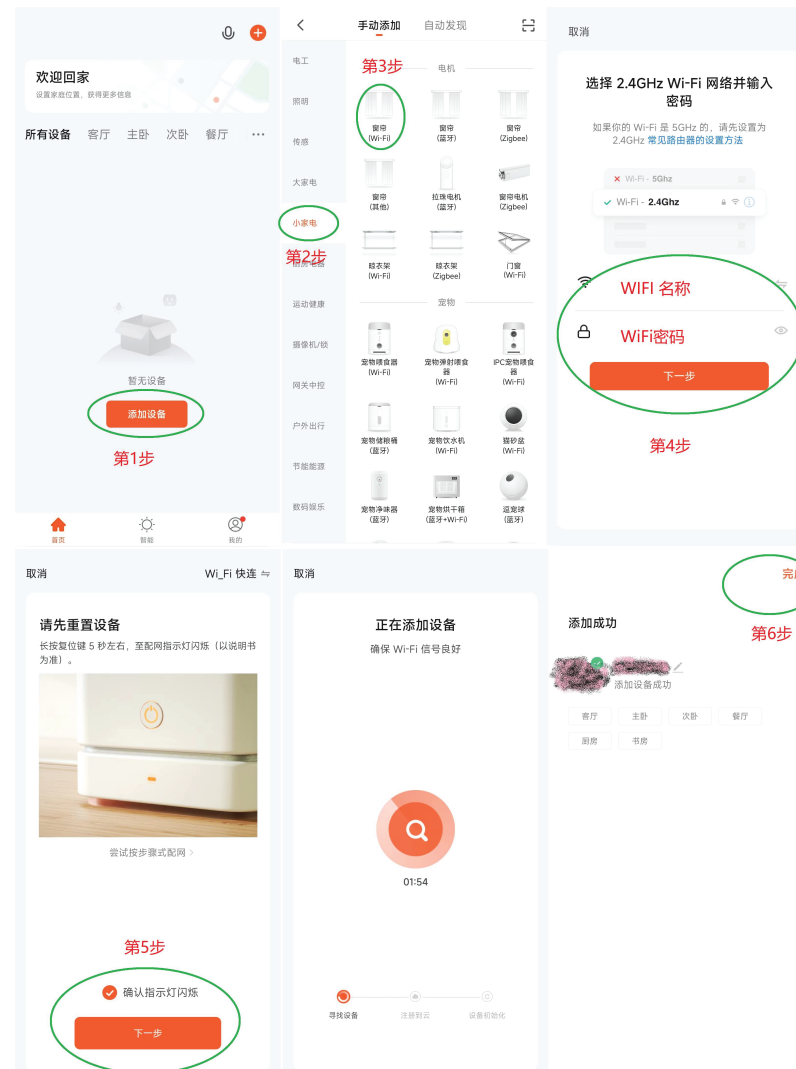 欢迎回家
设置家庭位置，获得更多信息
所有设备 客厅 主卧 次卧 餐厅 ···
暂无设备
添加设备
第1步
首页 智能 我的
手动添加 自动发现
电工
照明
传感
大家电
小家电
第2步
厨房电器
运动健康
摄像机/锁
网关中控
户外出行
节能能源
数码娱乐
第3步
电机
窗帘
(Wi-Fi)
窗帘
(蓝牙)
窗帘
(Zigbee)
窗帘
(其他)
拉珠电机
(蓝牙)
窗帘电机
(Zigbee)
晾衣架
(Wi-Fi)
晾衣架
(Zigbee)
门窗
(Wi-Fi)
宠物
宠物喂食器
(Wi-Fi)
宠物弹射喂食
器
(Wi-Fi)
IPC宠物喂食
器
(Wi-Fi)
宠物储粮桶
(蓝牙)
宠物饮水机
(Wi-Fi)
猫砂盆
(Wi-Fi)
宠物净味器
(蓝牙)
宠物烘干箱
(蓝牙+Wi-Fi)
逗宠球
(蓝牙)
取消
选择 2.4GHz Wi-Fi 网络并输入
密码
如果你的 Wi-Fi 是 5GHz 的，请先设置为
2.4GHz 常见路由器的设置方法
Wi-Fi - 5Ghz
Wi-Fi - 2.4Ghz
WIFI 名称
WiFi密码
下一步
第4步
取消 Wi_Fi 快连
请先重置设备
长按复位键 5 秒左右，至配网指示灯闪烁（以说明书
为准）。
尝试按步骤式配网
第5步
确认指示灯闪烁
下一步
取消
正在添加设备
确保 Wi-Fi 信号良好
01:54
寻找设备 注册到云 设备初始化
完
第6步
添加成功
添加设备成功
客厅 主卧 次卧 餐厅
厨房 书房